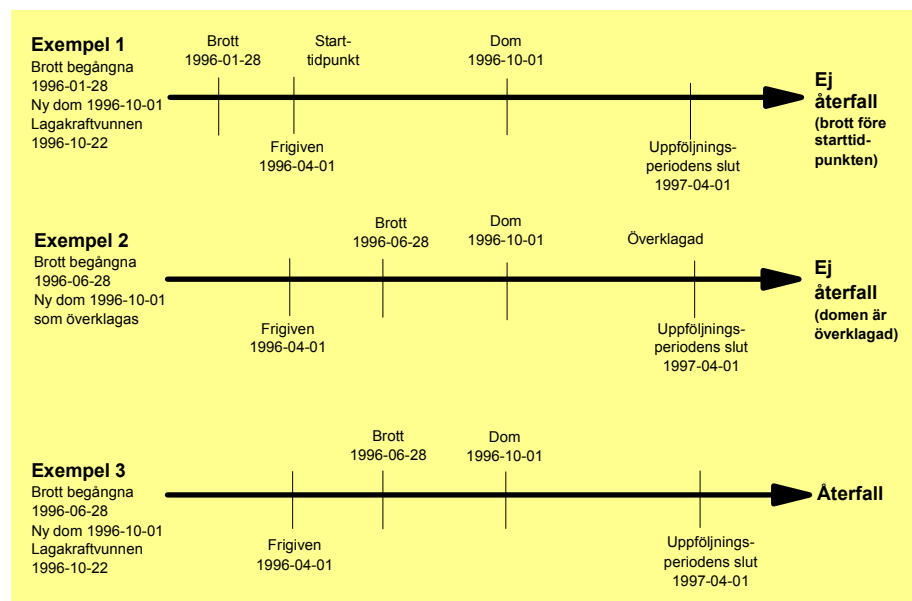 Exempel 1
Brott begångna
1996-01-28
Ny dom 1996-10-01
Lagakraftvunnen
1996-10-22
Brott
1996-01-28
Start-
tidpunkt
Dom
1996-10-01
Frigiven
1996-04-01
Uppföljnings-
periodens slut
1997-04-01
Ej
återfall
(brott före
starttid-
punkten)
Exempel 2
Brott begångna
1996-06-28
Ny dom 1996-10-01
som överklagas
Brott
1996-06-28
Dom
1996-10-01
Överklagad
Frigiven
1996-04-01
Uppföljnings-
periodens slut
1997-04-01
Ej
återfall
(domen är
överklagad)
Exempel 3
Brott begångna
1996-06-28
Ny dom 1996-10-01
Lagakraftvunnen
1996-10-22
Brott
1996-06-28
Dom
1996-10-01
Frigiven
1996-04-01
Uppföljnings-
periodens slut
1997-04-01
Återfall